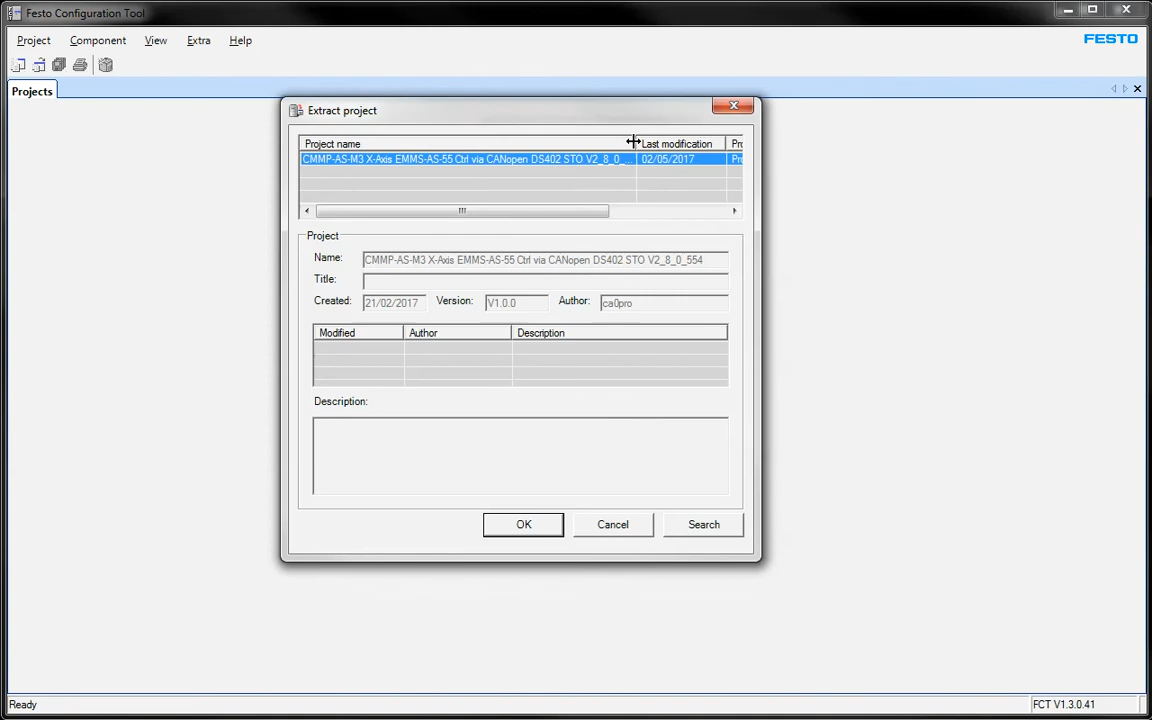 Festo Configuration Tool
Project Component View Extra Help
FESTO
Projects
Extract project
Project name Last modification Pr
CMMP-AS-M3 X-Axis EMMS-AS-55 Ctrl via CANopen DS402 STO V2_8_0_... 02/05/2017 Pr
Project
Name: CMMP-AS-M3 X-Axis EMMS-AS-55 Ctrl via CANopen DS402 STO V2_8_0_554
Title:
Created: 21/02/2017 Version: V1.0.0 Author: ca0pro
Modified Author Description
Description:
OK Cancel Search
Ready FCT V1.3.0.41